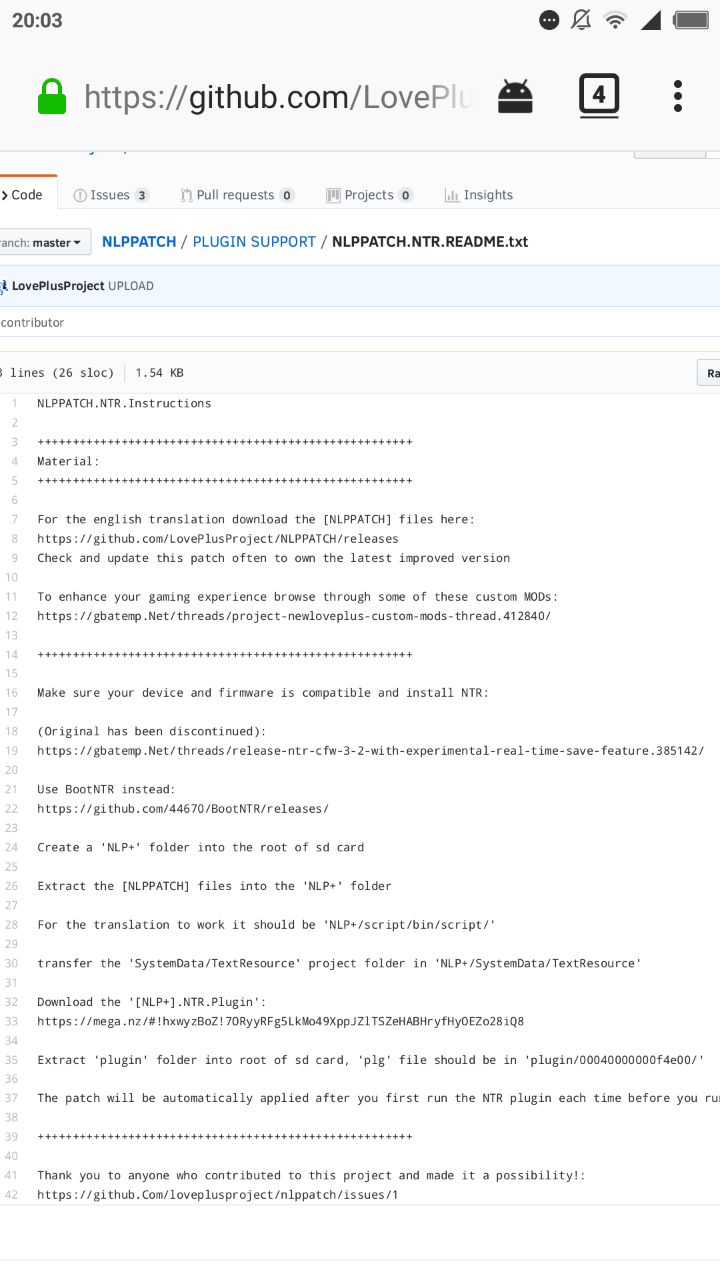 20:03
https://github.com/LovePlu
4
Code Issues 3 Pull requests 0 Projects 0 Insights
master
NLPPATCH / PLUGIN SUPPORT / NLPPATCH.NTR.README.txt
LovePlusProject UPLOAD
contributor
lines (26 sloc) 1.54 KB
1 NLPPATCH.NTR.Instructions
2
3 +++++++++++++++++++++++++++++++++++++++++++++++++++++
4 Material:
5 +++++++++++++++++++++++++++++++++++++++++++++++++++++
6
7 For the english translation download the [NLPPATCH] files here:
8 https://github.com/LovePlusProject/NLPPATCH/releases
9 Check and update this patch often to own the latest improved version
10
11 To enhance your gaming experience browse through some of these custom MODs:
12 https://gbatemp.Net/threads/project-newloveplus-custom-mods-thread.412840/
13
14 +++++++++++++++++++++++++++++++++++++++++++++++++++++
15
16 Make sure your device and firmware is compatible and install NTR:
17
18 (Original has been discontinued):
19 https://gbatemp.Net/threads/release-ntr-cfw-3-2-with-experimental-real-time-save-feature.385142/
20
21 Use BootNTR instead:
22 https://github.com/44670/BootNTR/releases/
23
24 Create a 'NLP+' folder into the root of sd card
25
26 Extract the [NLPPATCH] files into the 'NLP+' folder
27
28 For the translation to work it should be 'NLP+/script/bin/script/'
29
30 transfer the 'SystemData/TextResource' project folder in 'NLP+/SystemData/TextResource'
31
32 Download the '[NLP+].NTR.Plugin':
33 https://mega.nz/#!hxwyzBoZ!7ORyyRFg5LkMo49XppJZlTSZeHABHryfHyOEZo28iQ8
34
35 Extract 'plugin' folder into root of sd card, 'plg' file should be in 'plugin/00040000000f4e00/'
36
37 The patch will be automatically applied after you first run the NTR plugin each time before you
38
39 +++++++++++++++++++++++++++++++++++++++++++++++++++++
40
41 Thank you to anyone who contributed to this project and made it a possibility!:
42 https://github.Com/loveplusproject/nlppatch/issues/1